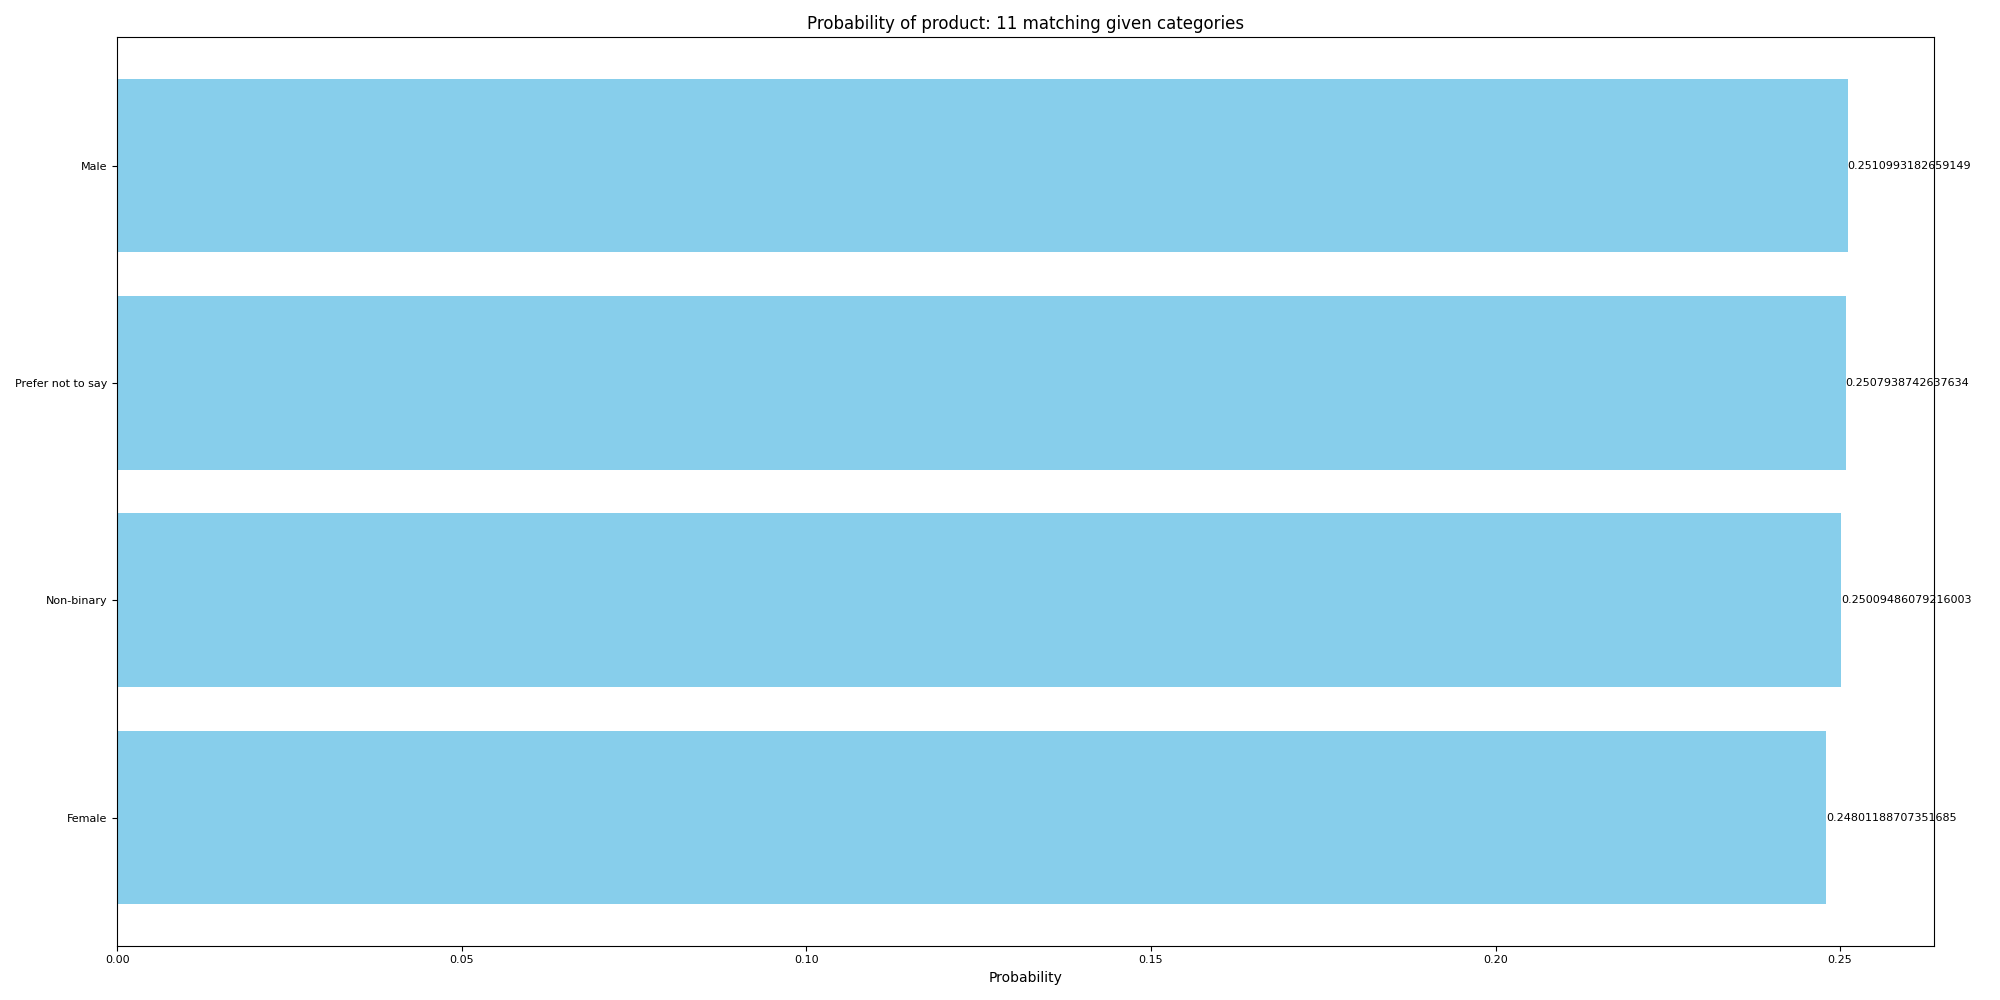 Probability of product: 11 matching given categories
Male
0.2510993182659149
Prefer not to say
0.2507938742637634
Non-binary
0.25009486079216003
Female
0.24801188707351685
0.00 0.05 0.10 0.15 0.20 0.25
Probability